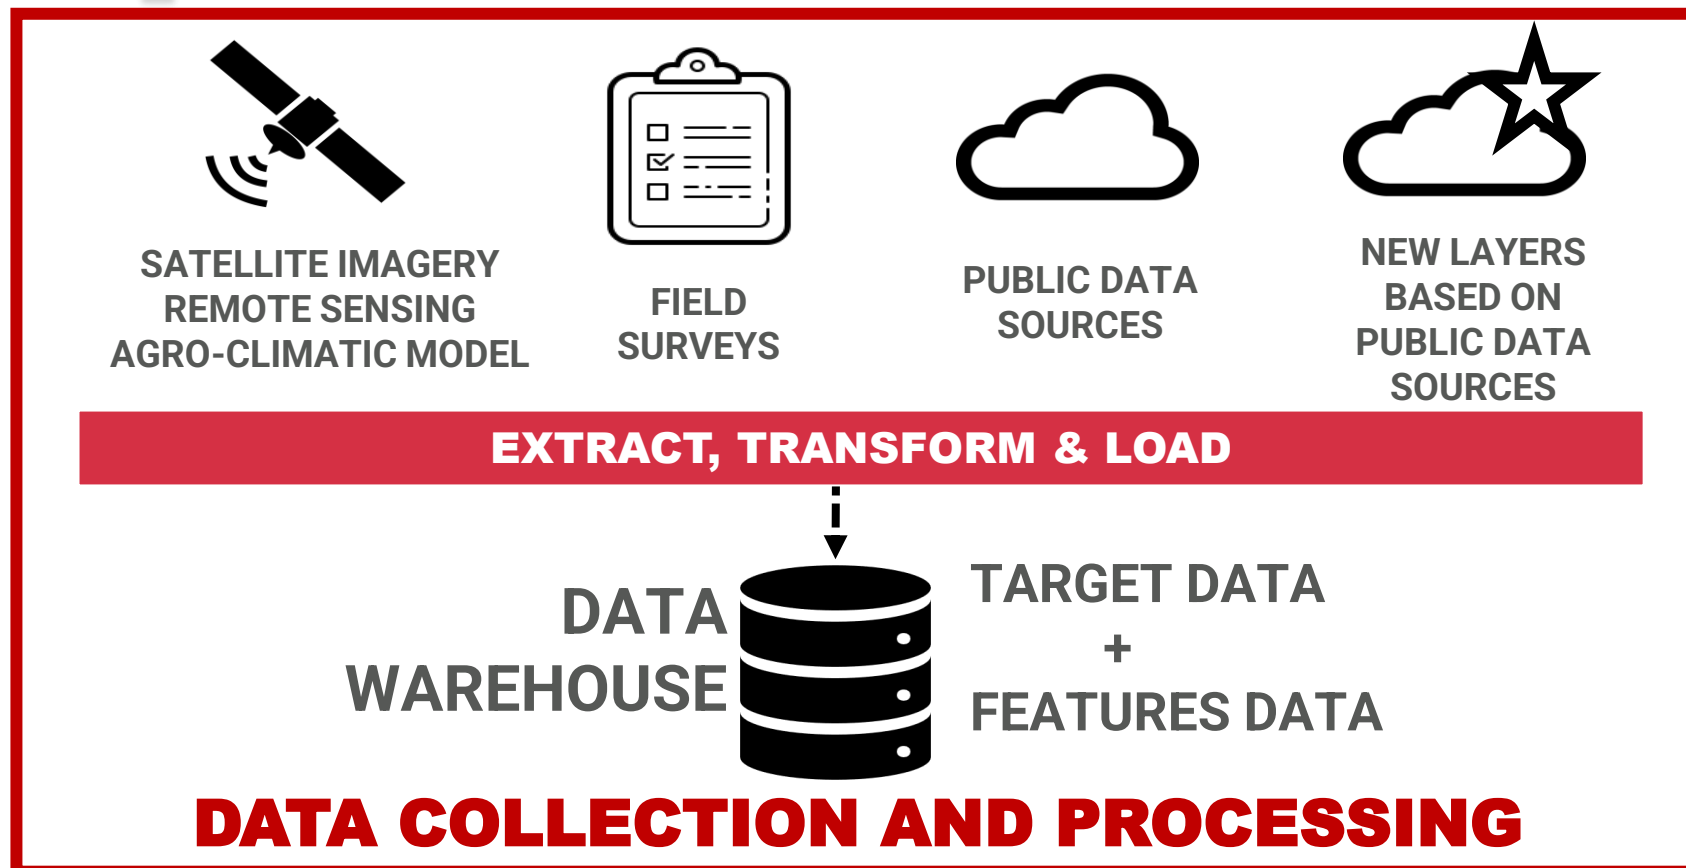 SATELLITE IMAGERY
REMOTE SENSING
AGRO-CLIMATIC MODEL
FIELD
SURVEYS
PUBLIC DATA
SOURCES
NEW LAYERS
BASED ON
PUBLIC DATA
SOURCES
EXTRACT, TRANSFORM & LOAD
DATA
WAREHOUSE
TARGET DATA
+
FEATURES DATA
DATA COLLECTION AND PROCESSING